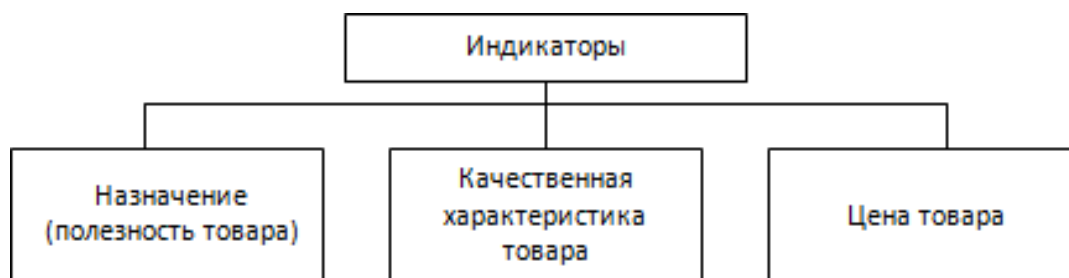 Индикаторы
Назначение
(полезность товара)
Качественная
характеристика
товара
Цена товара